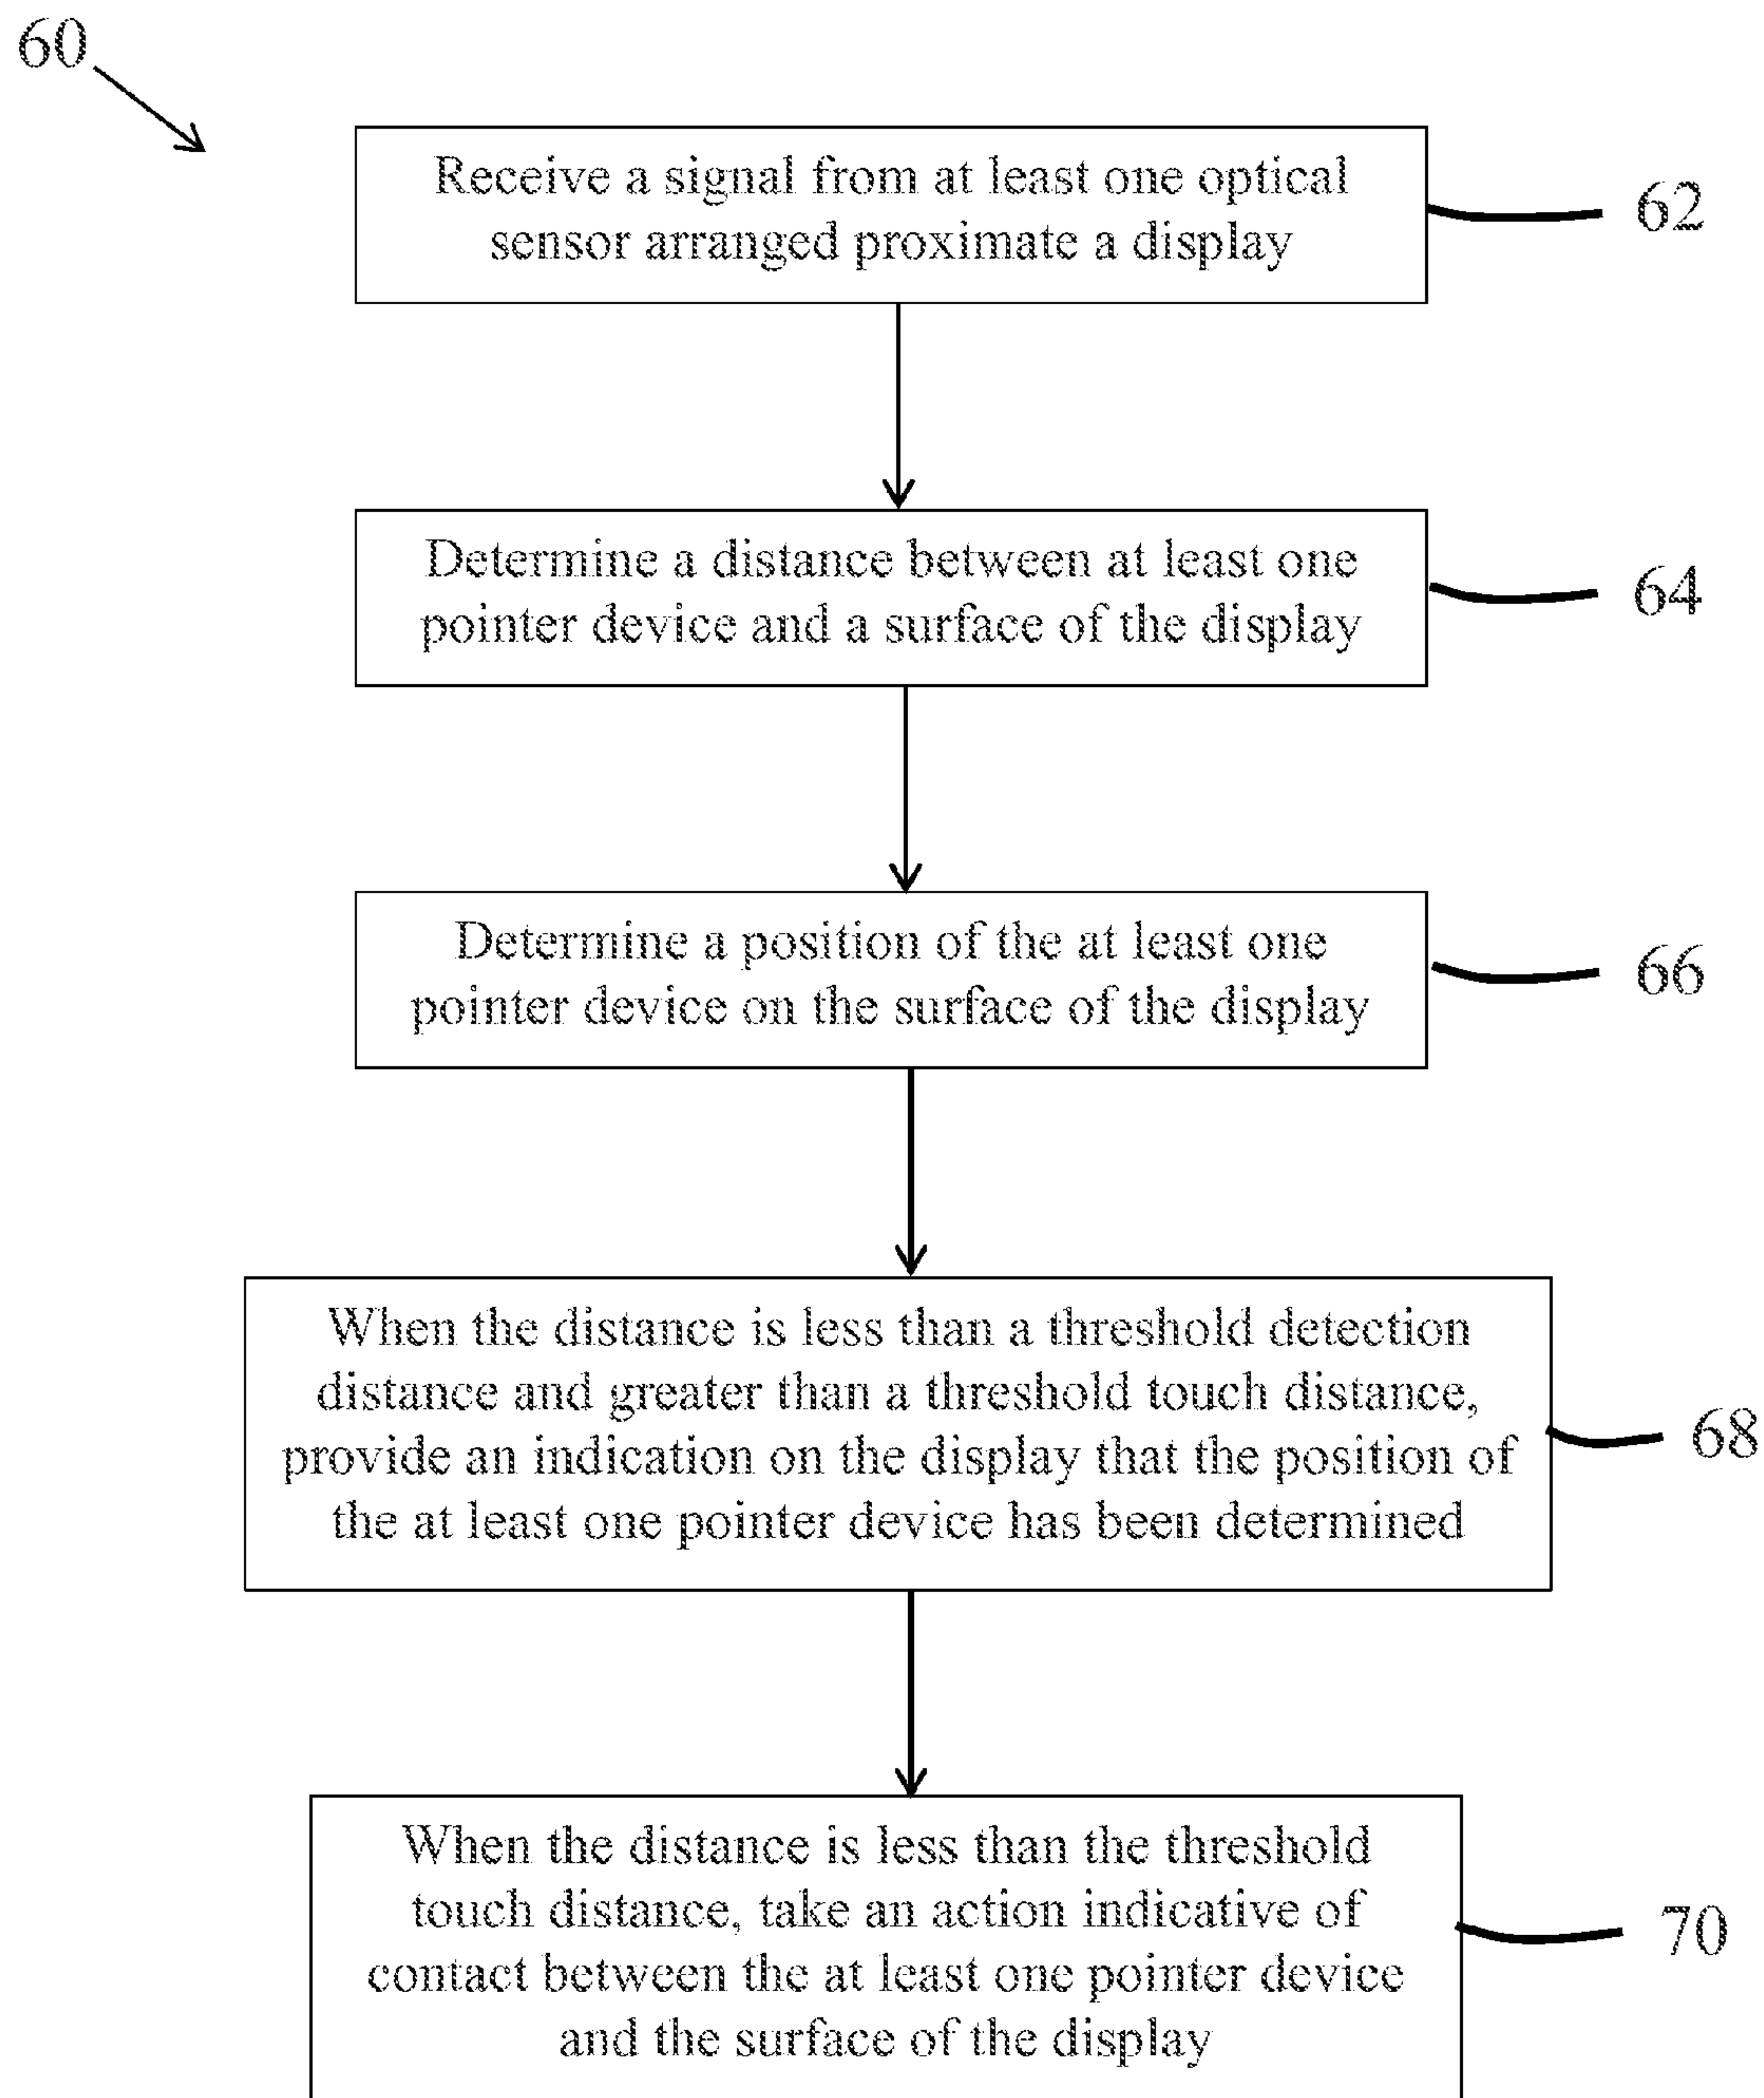 60
Receive a signal from at least one optical
sensor arranged proximate a display
62
Determine a distance between at least one
pointer device and a surface of the display
64
Determine a position of the at least one
pointer device on the surface of the display
66
When the distance is less than a threshold detection
distance and greater than a threshold touch distance,
provide an indication on the display that the position of
the at least one pointer device has been determined
68
When the distance is less than the threshold
touch distance, take an action indicative of
contact between the at least one pointer device
and the surface of the display
70